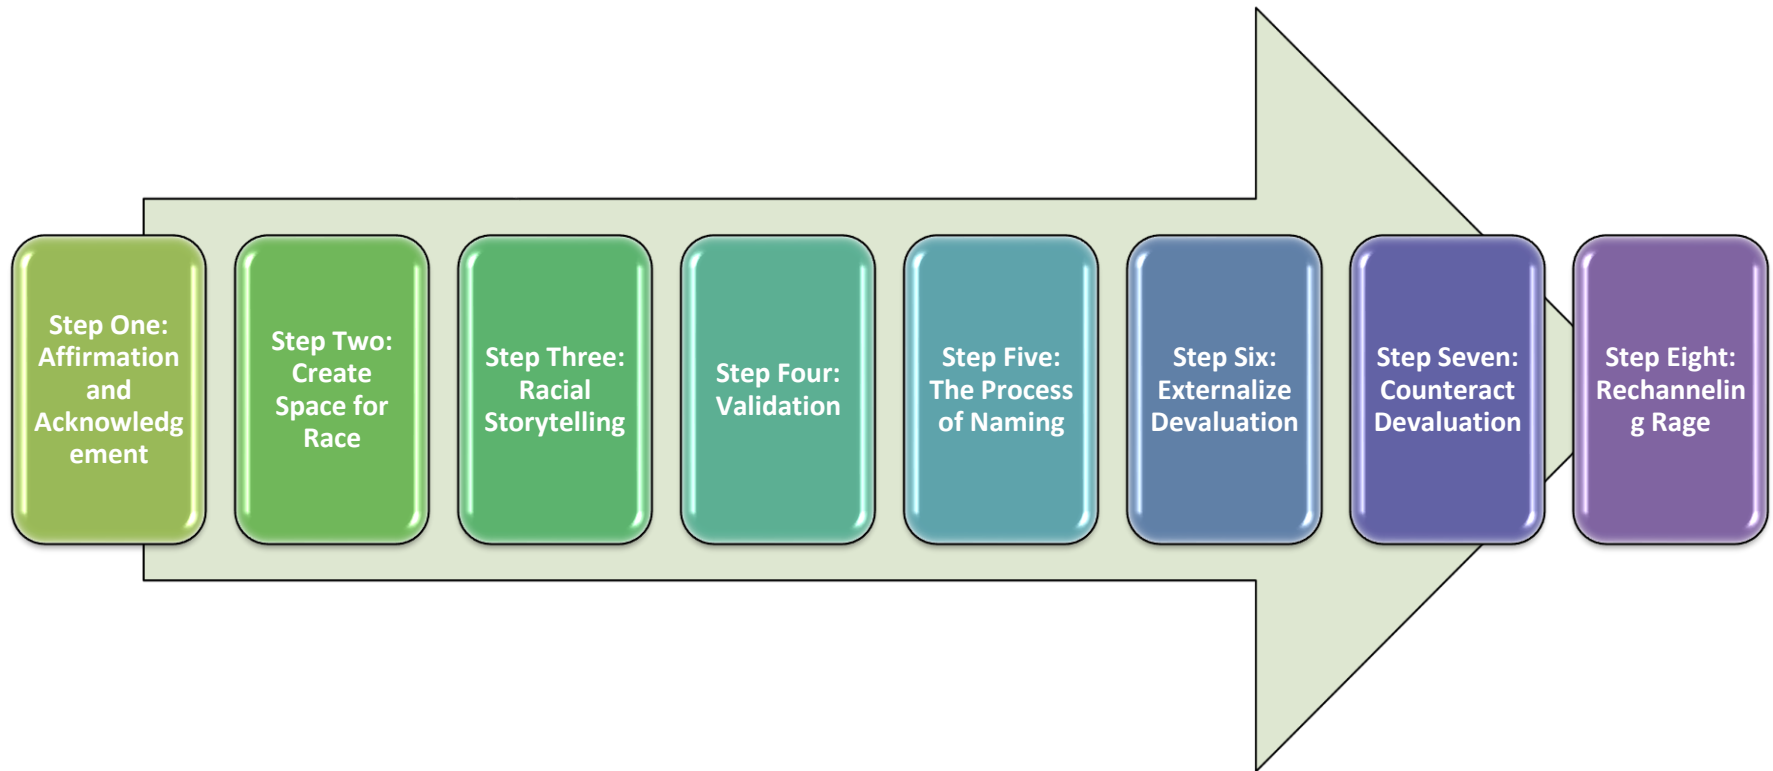 Step One:
Affirmation
and
Acknowledg
ement
Step Two:
Create
Space for
Race
Step Three:
Racial
Storytelling
Step Four:
Validation
Step Five:
The Process
of Naming
Step Six:
Externalize
Devaluation
Step Seven:
Counteract
Devaluation
Step Eight:
Rechannelin
g Rage